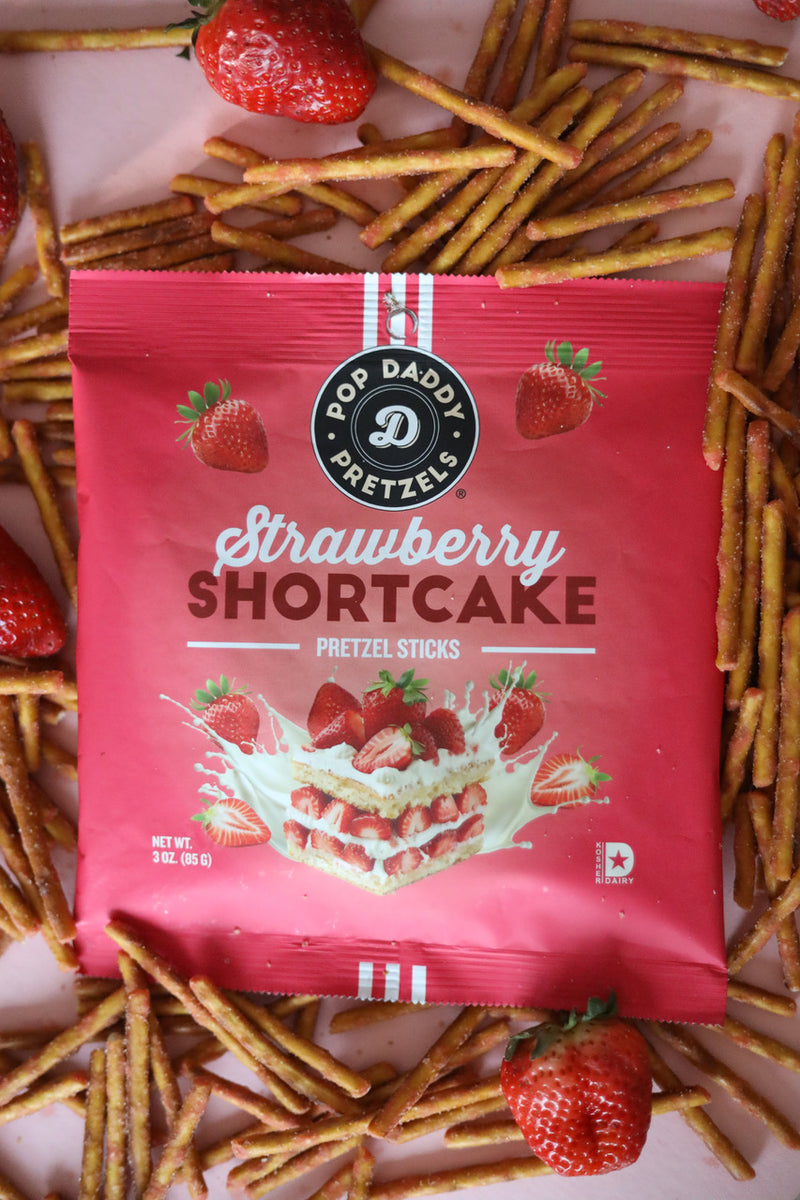 POP DADDY
D
PRETZELS
®
Strawberry
SHORTCAKE
PRETZEL STICKS
NET WT.
3 OZ. (85 G)
KOSHER
D
DAIRY